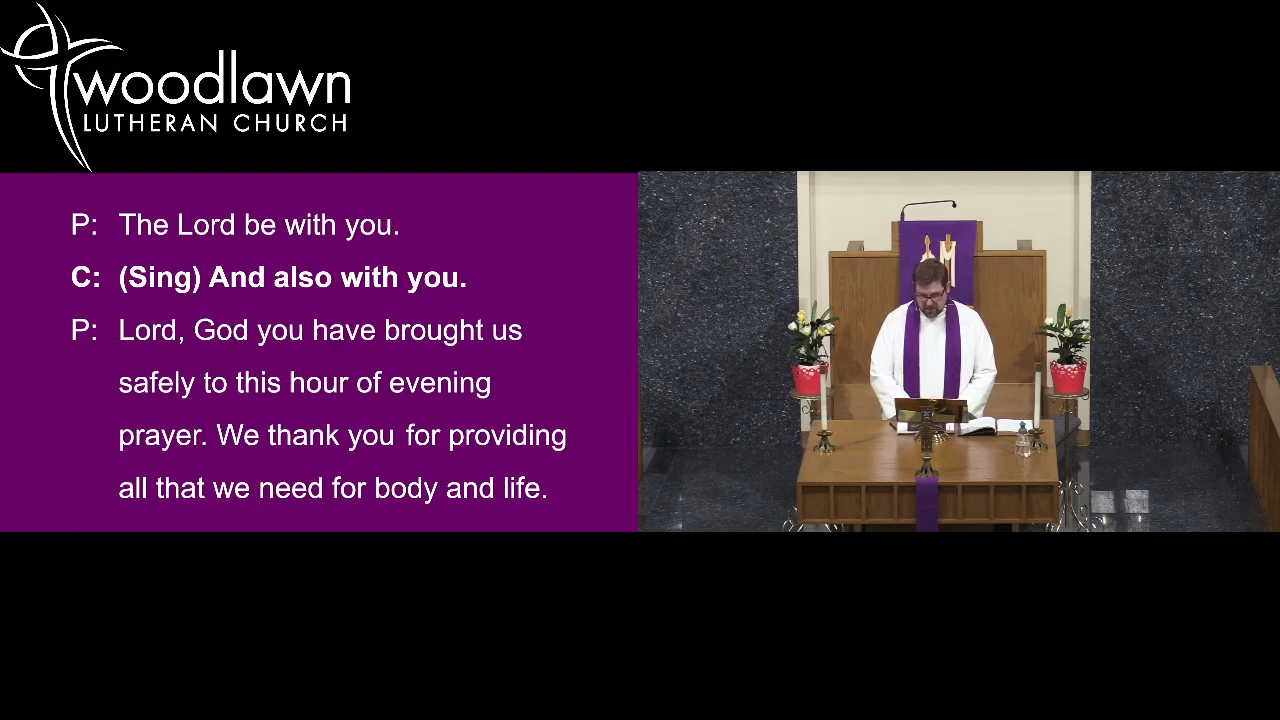 woodlawn
LUTHERAN CHURCH
P: The Lord be with you.
C: (Sing) And also with you.
P: Lord, God you have brought us
safely to this hour of evening
prayer. We thank you for providing
all that we need for body and life.